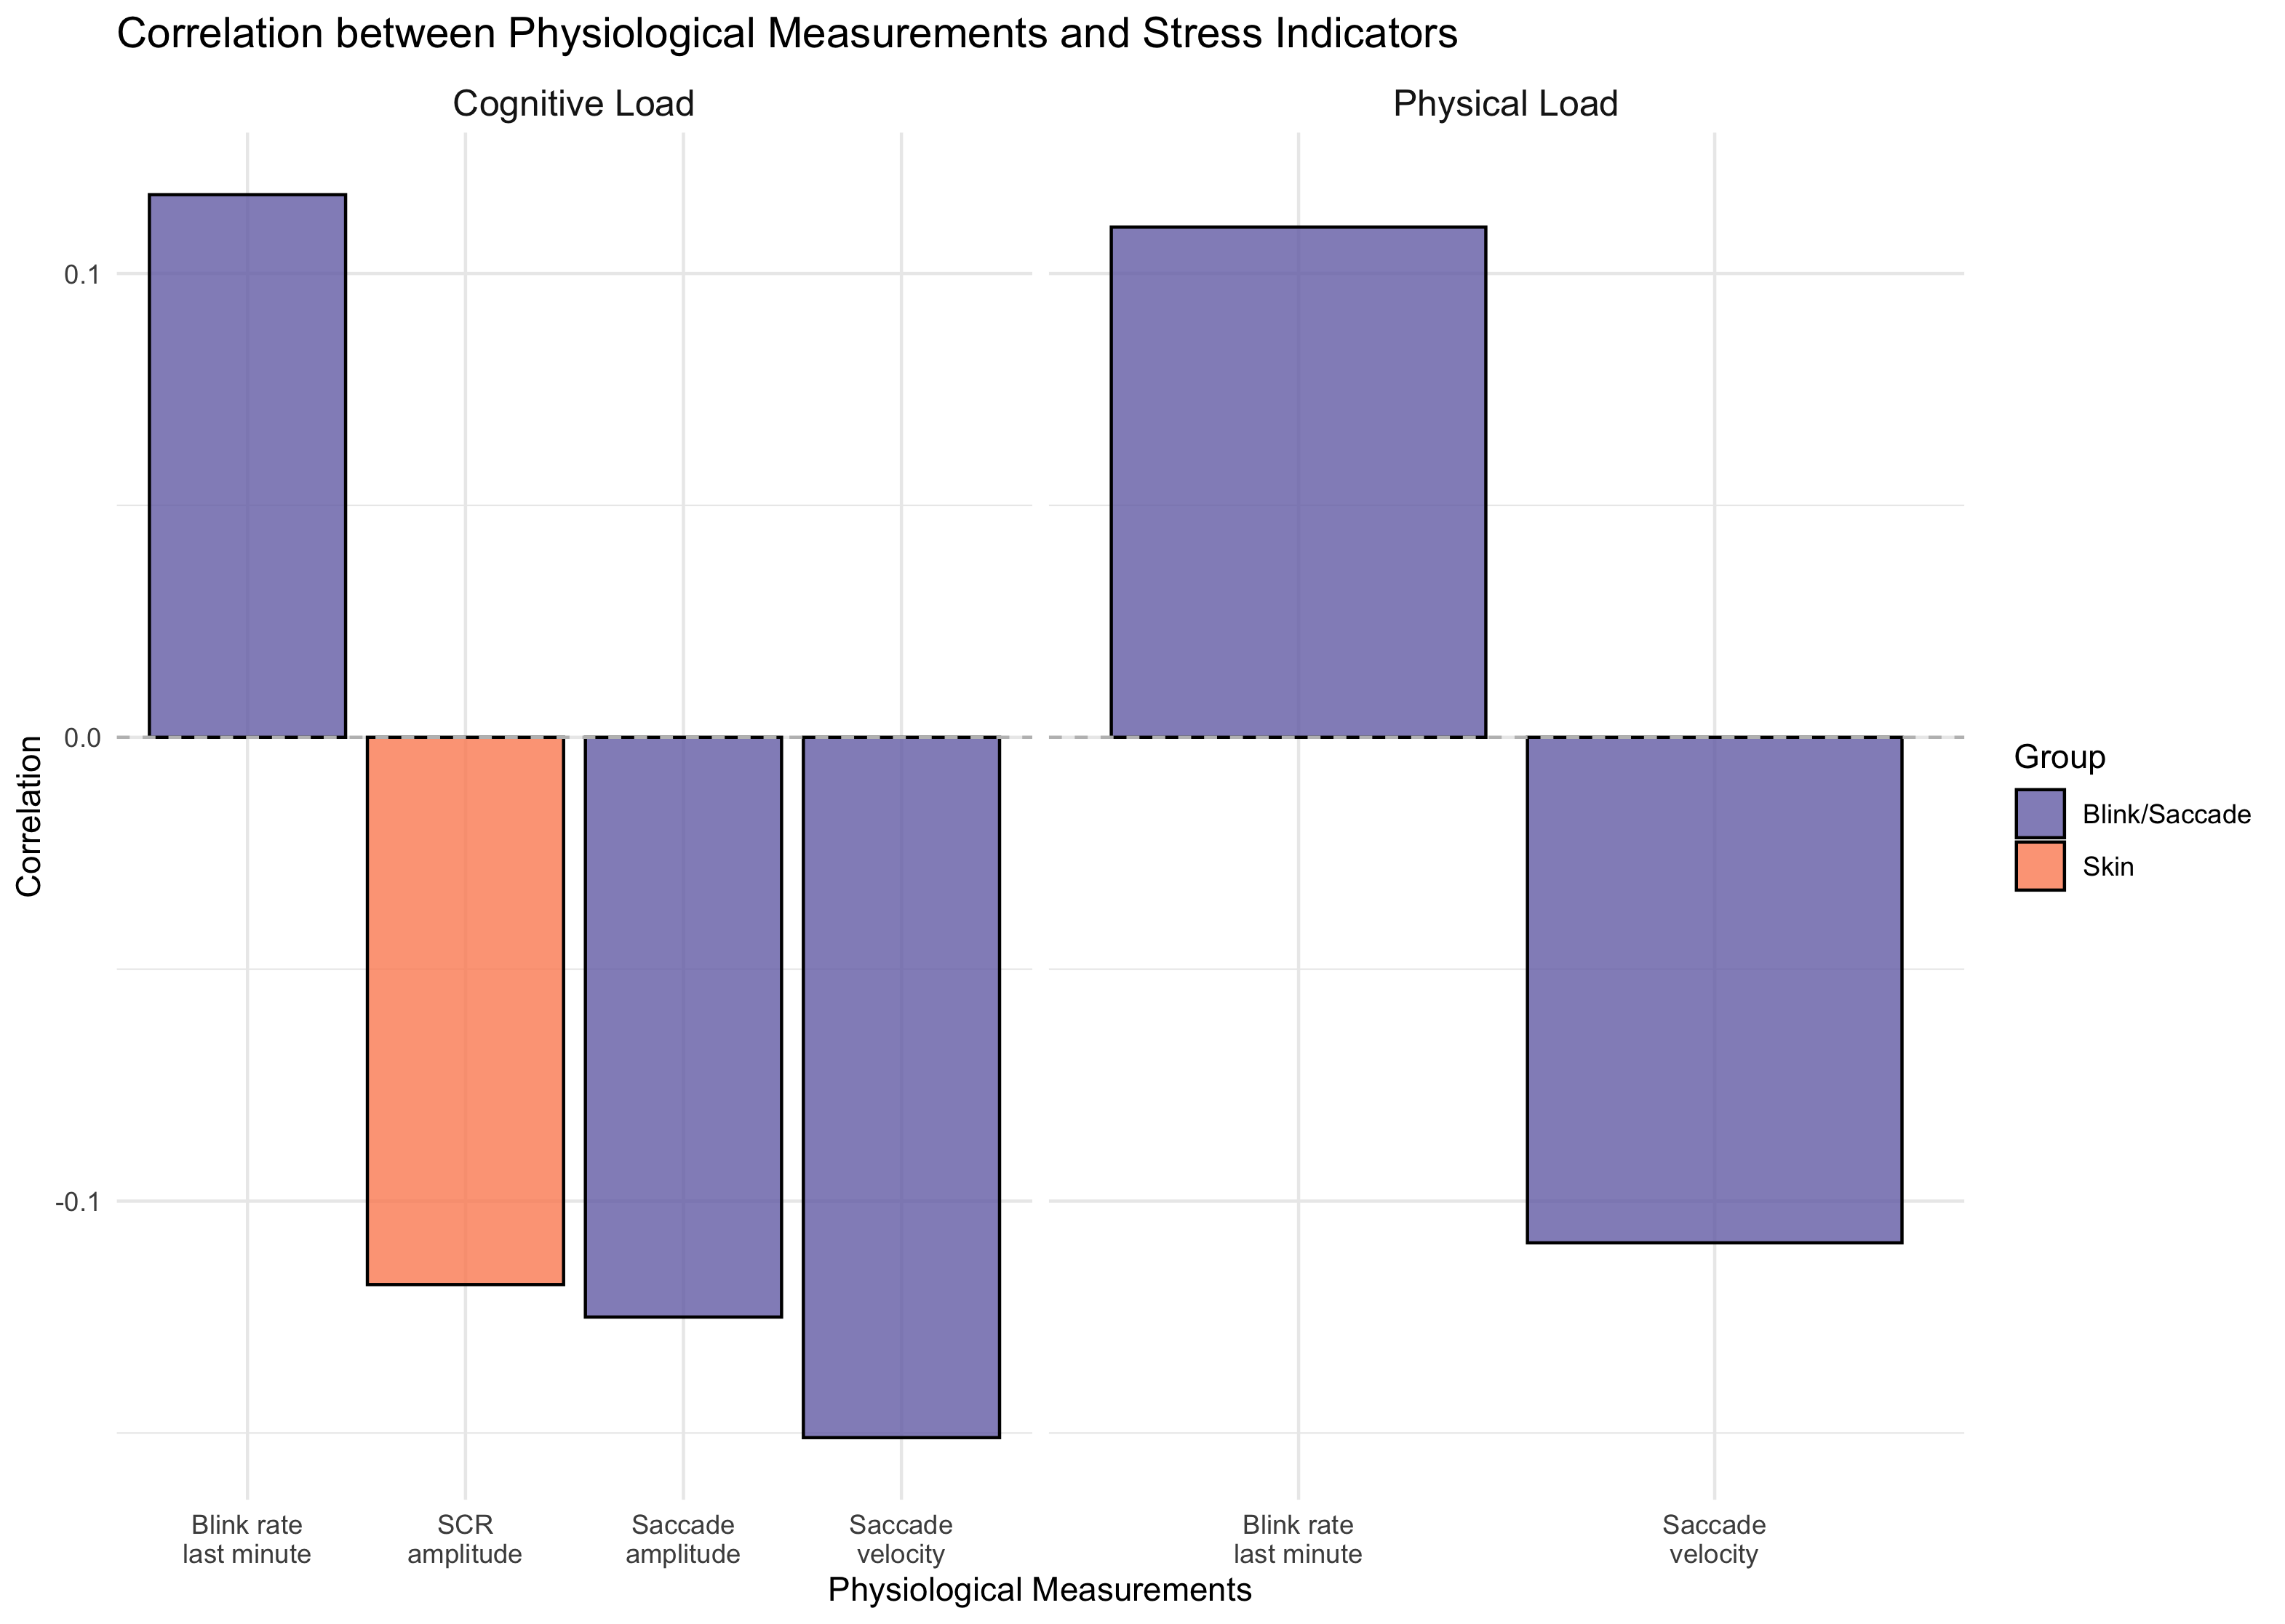 Correlation between Physiological Measurements and Stress Indicators
Cognitive Load
Physical Load
0.1
0.0
-0.1
Correlation
Blink rate
last minute
SCR
amplitude
Saccade
amplitude
Saccade
velocity
Blink rate
last minute
Saccade
velocity
Physiological Measurements
Group
Blink/Saccade
Skin